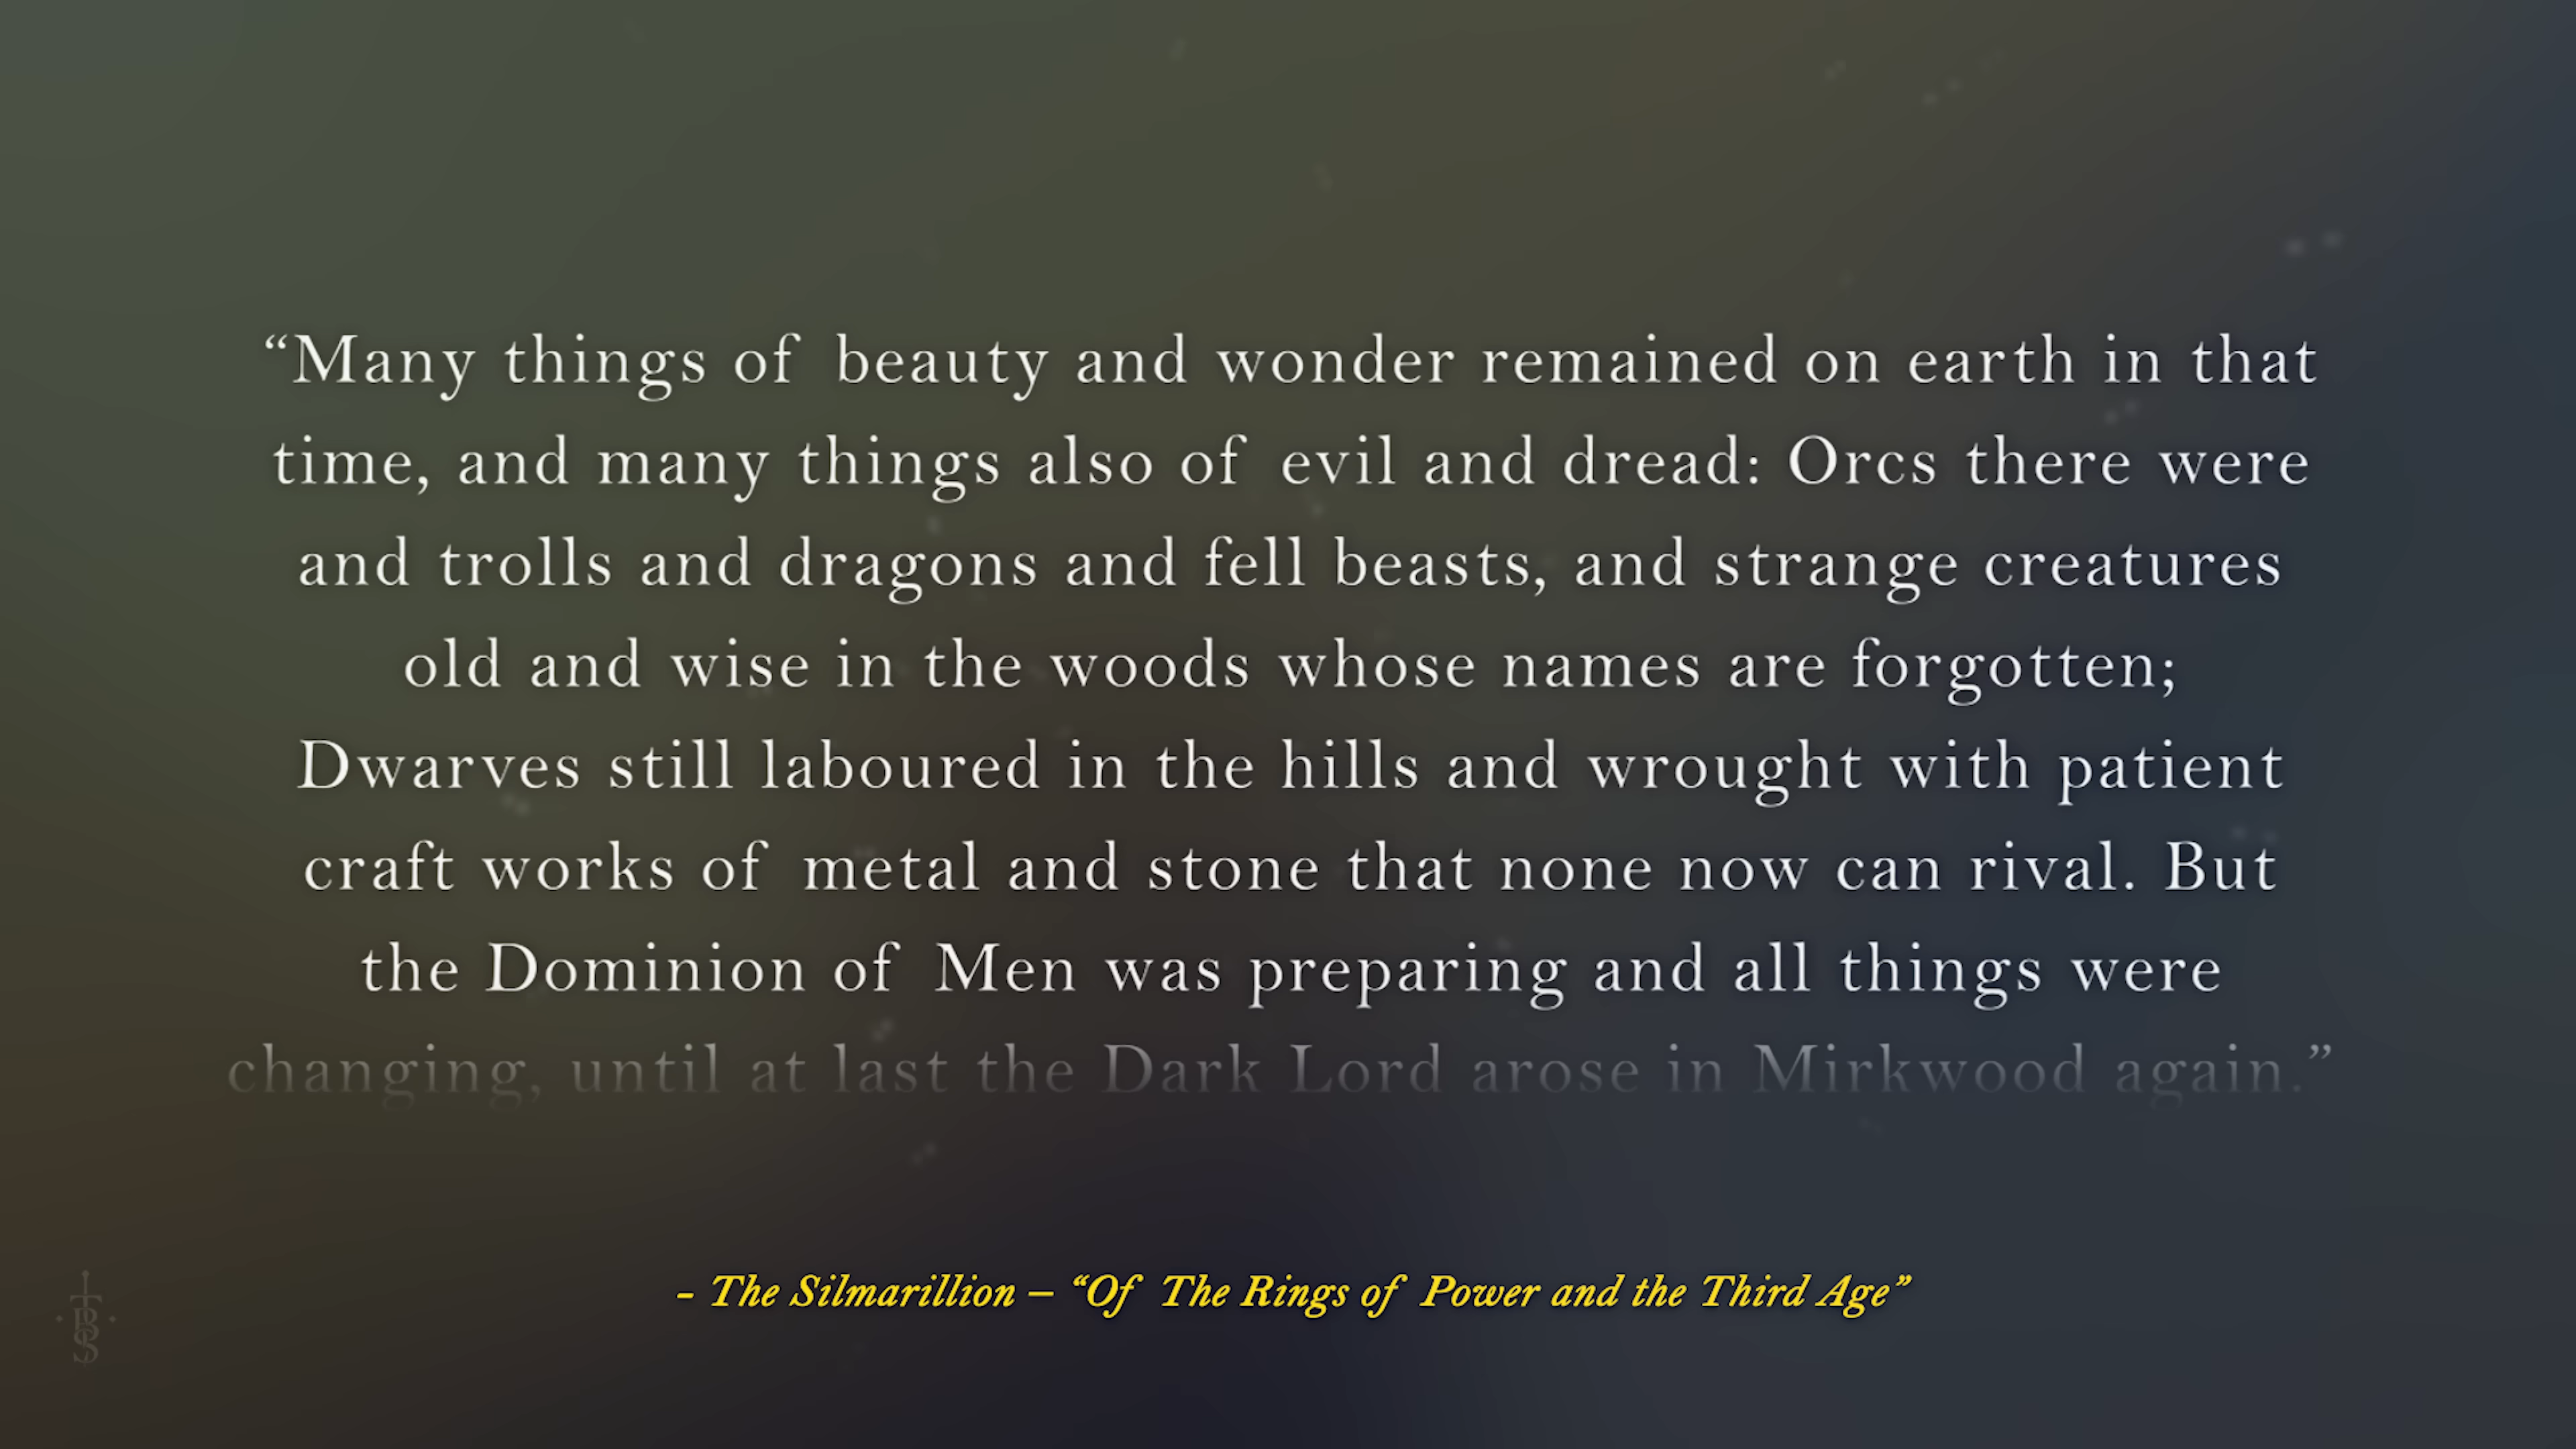 “Many things of beauty and wonder remained on earth in that
time, and many things also of evil and dread: Orcs there were
and trolls and dragons and fell beasts, and strange creatures
old and wise in the woods whose names are forgotten;
Dwarves still laboured in the hills and wrought with patient
craft works of metal and stone that none now can rival. But
the Dominion of Men was preparing and all things were
changing, until at last the Dark Lord arose in Mirkwood again.”
- The Silmarillion – “Of The Rings of Power and the Third Age”